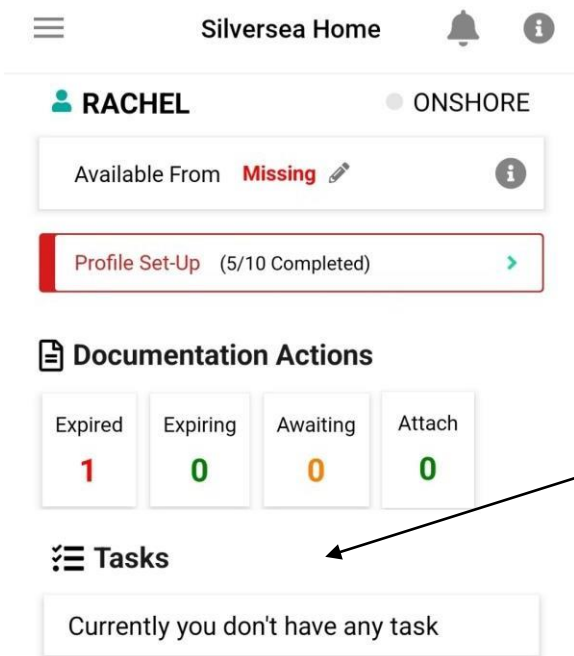 Silversea Home
RACHEL ONSHORE
Available From Missing
Profile Set-Up (5/10 Completed)
Documentation Actions
Expired Expiring Awaiting Attach
1 0 0 0
Tasks
Currently you don't have any task